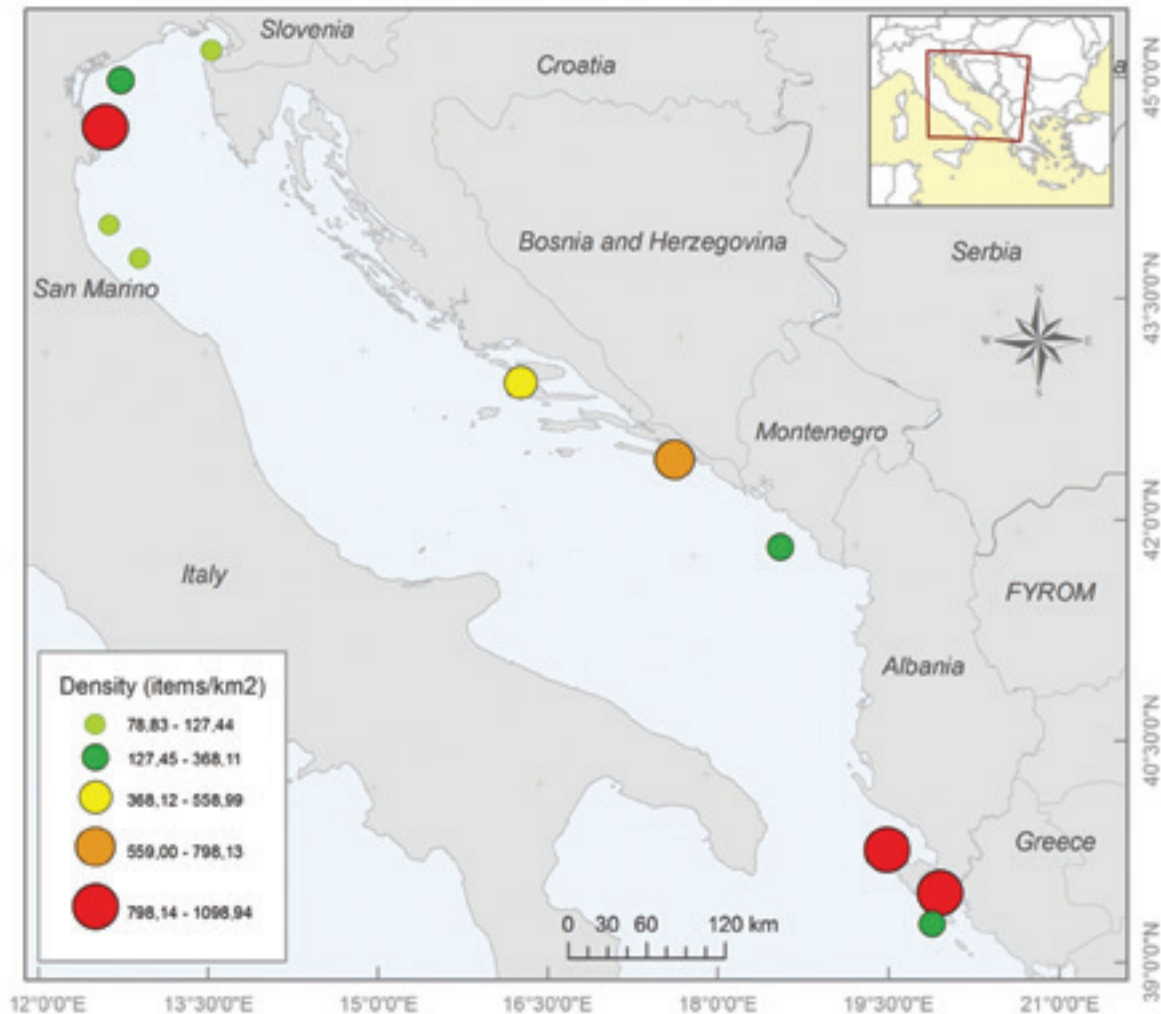 Slovenia
Croatia
a
Bosnia and Herzegovina
Serbia
San Marino
N
W E
S
Montenegro
Italy
FYROM
Albania
Greece
Density (items/km2)
78,83 - 127,44
127,45 - 368,11
368,12 - 558,99
559,00 - 798,13
798,14 - 1098,94
0 30 60 120 km
45°0'0"N
43°30'0"N
42°0'0"N
40°30'0"N
39°0'0"N
12°0'0"E 13°30'0"E 15°0'0"E 16°30'0"E 18°0'0"E 19°30'0"E 21°0'0"E